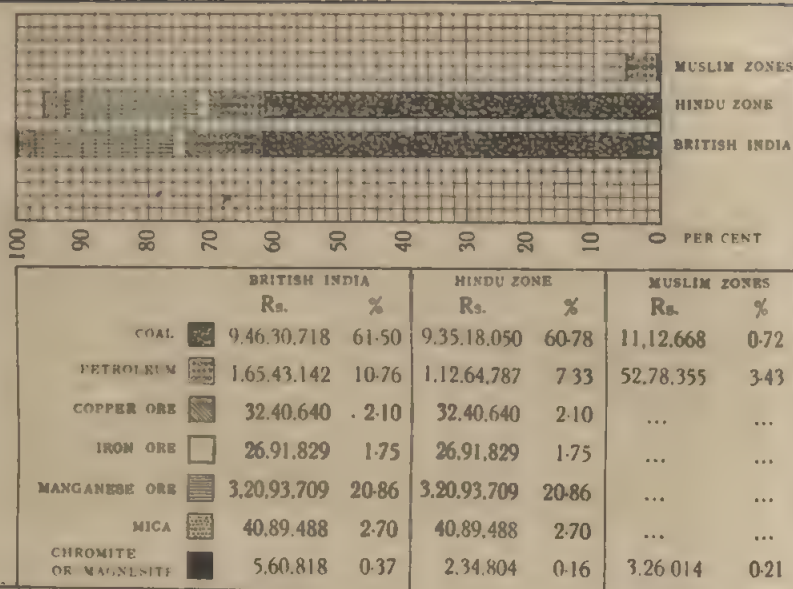 MUSLIM ZONES
HINDU ZONE
BRITISH INDIA
100 90 80 70 60 50 40 30 20 10 0 PER CENT
BRITISH INDIA HINDU ZONE MUSLIM ZONES
Rs. % Rs. % Rs. %
COAL 9.46.30,718 61·50 9.35.18,050 60·78 11,12,668 0·72
PETROLEUM 1.65.43.142 10·76 1.12.64,787 7 33 52,78,355 3·43
COPPER ORE 32.40.640 . 2·10 32.40.640 2·10 ... ...
IRON ORE 26,91,829 1·75 26,91,829 1·75 ... ...
MANGANESE ORE 3,20,93,709 20·86 3.20.93,709 20·86 ... ...
MICA 40,89.488 2·70 40,89.488 2·70 ... ...
CHROMITE
OR MAGNESITE 5,60.818 0·37 2.34,804 0·16 3.26 014 0·21